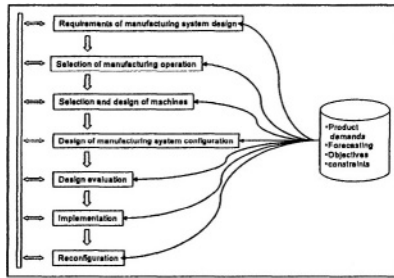 Requirements of manufacturing system design
Selection of manufacturing operation
Selection and design of machines
Design of manufacturing system configuration
Design evaluation
Implementation
Reconfiguration
•Product
demands
•Forecasting
•Objectives
•constraints